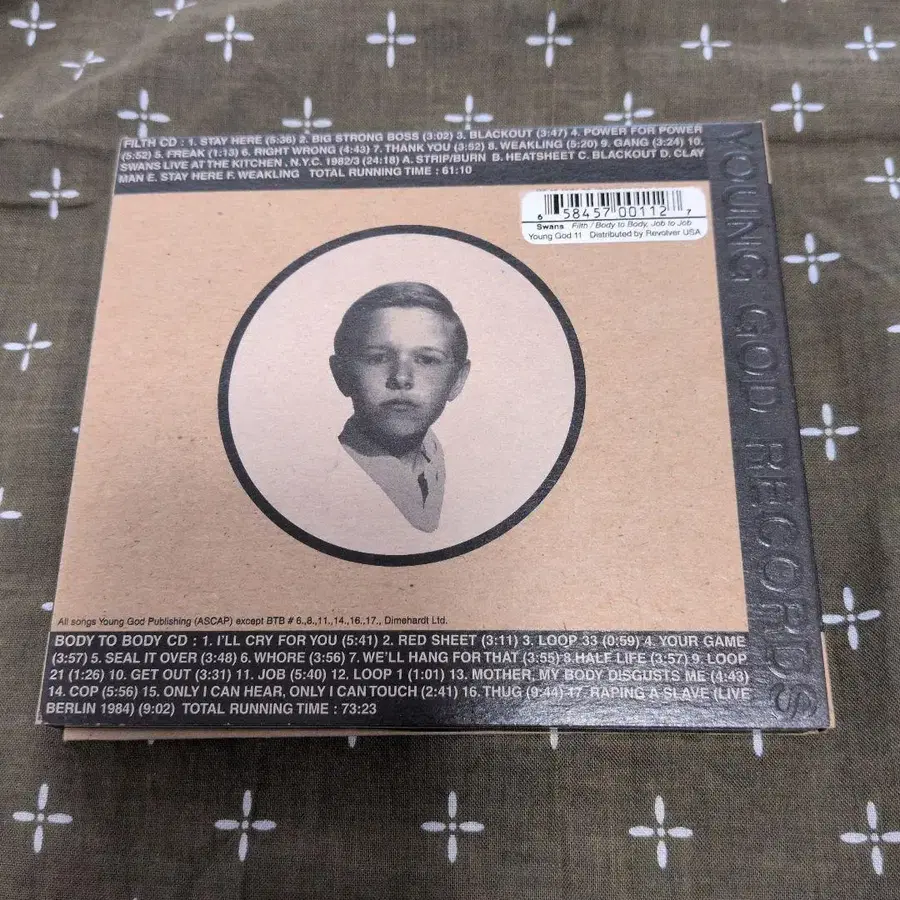 FILTH CD : 1. STAY HERE (5:36) 2. BIG STRONG BOSS (3:02) 3. BLACKOUT (3:47) 4. POWER FOR POWER
(5:52) 5. FREAK (1:13) 6. RIGHT WRONG (4:43) 7. THANK YOU (3:52) 8. WEAKLING (5:20) 9. GANG (3:24) 10.
SWANS LIVE AT THE KITCHEN , N.Y.C. 1982/3 (24:18) A. STRIP/BURN B. HEATSHEET C. BLACKOUT D. CLAY
MAN E. STAY HERE F. WEAKLING TOTAL RUNNING TIME : 61:10
6 58457 00112 7
Swans Filth / Body to Body, Job to Job
Young God 11 Distributed by Revolver USA
YOUNG GOD RECORDS
All songs Young God Publishing (ASCAP) except BTB # 6.,8.,11.,14.,16.,17., Dimehardt Ltd.
BODY TO BODY CD : 1. I'LL CRY FOR YOU (5:41) 2. RED SHEET (3:11) 3. LOOP 33 (0:59) 4. YOUR GAME
(3:57) 5. SEAL IT OVER (3:48) 6. WHORE (3:56) 7. WE'LL HANG FOR THAT (3:55) 8.HALF LIFE (3:57) 9. LOOP
21 (1:26) 10. GET OUT (3:31) 11. JOB (5:40) 12. LOOP 1 (1:01) 13. MOTHER, MY BODY DISGUSTS ME (4:43)
14. COP (5:56) 15. ONLY I CAN HEAR, ONLY I CAN TOUCH (2:41) 16. THUG (9:44) 17. RAPING A SLAVE (LIVE
BERLIN 1984) (9:02) TOTAL RUNNING TIME : 73:23